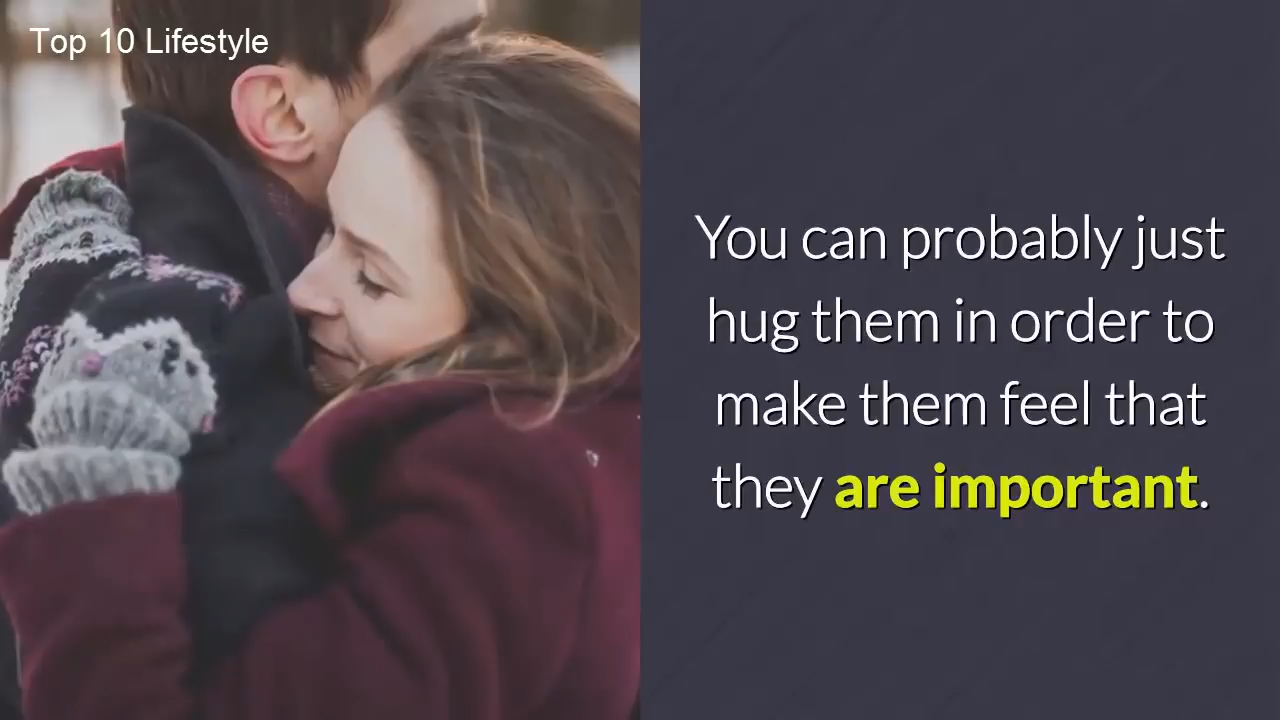 Top 10 Lifestyle
You can probably just
hug them in order to
make them feel that
they are important.